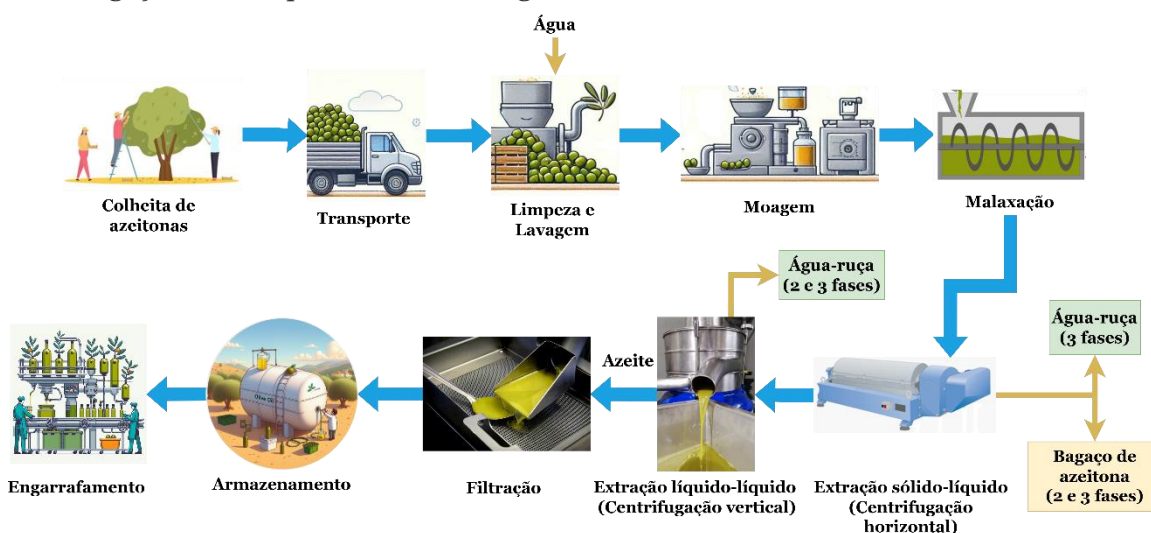 Água
Colheita de
azeitonas
Transporte
Limpeza e
Lavagem
Moagem
Malaxação
Água-ruça
(2 e 3 fases)
Água-ruça
(3 fases)
Azeite
Engarrafamento
Armazenamento
Filtração
Extração líquido-líquido
(Centrifugação vertical)
Extração sólido-líquido
(Centrifugação
horizontal)
Bagaço de
azeitona
(2 e 3 fases)